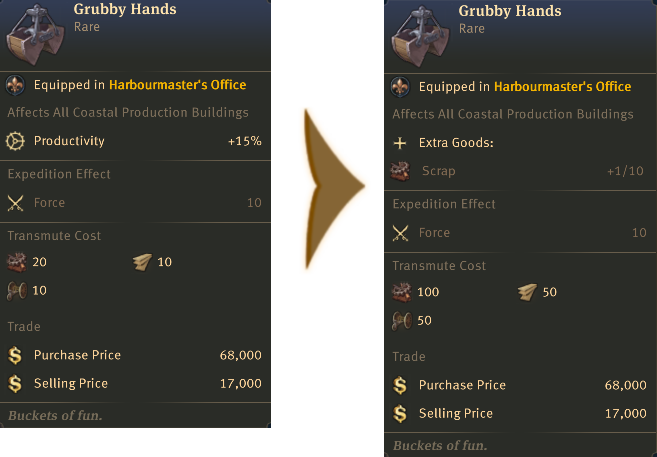 Grubby Hands
Rare
Equipped in Harbourmaster's Office
Affects All Coastal Production Buildings
Productivity +15%
Expedition Effect
Force 10
Transmute Cost
20 10
10
Trade
$ Purchase Price 68,000
$ Selling Price 17,000
Buckets of fun.
Grubby Hands
Rare
Equipped in Harbourmaster's Office
Affects All Coastal Production Buildings
+ Extra Goods:
Scrap +1/10
Expedition Effect
Force 10
Transmute Cost
100 50
50
Trade
$ Purchase Price 68,000
$ Selling Price 17,000
Buckets of fun.